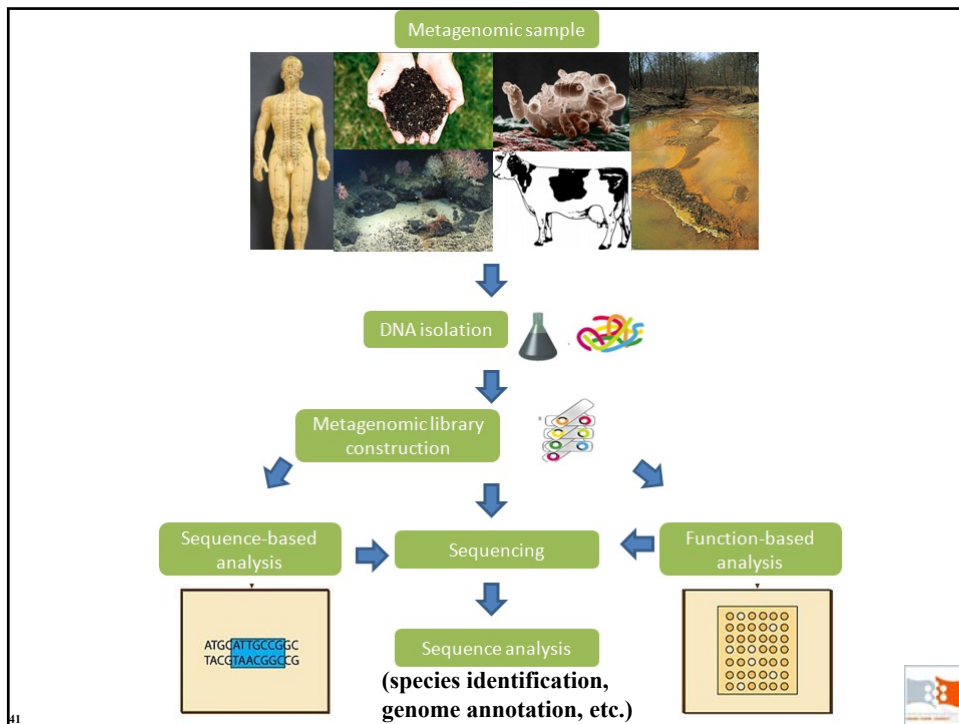 Metagenomic sample
DNA isolation
Metagenomic library
construction
Sequence-based
analysis
Sequencing
Function-based
analysis
ATGCATTGCCGGC
TACGTAACGGCCG
Sequence analysis
(species identification,
genome annotation, etc.)
41